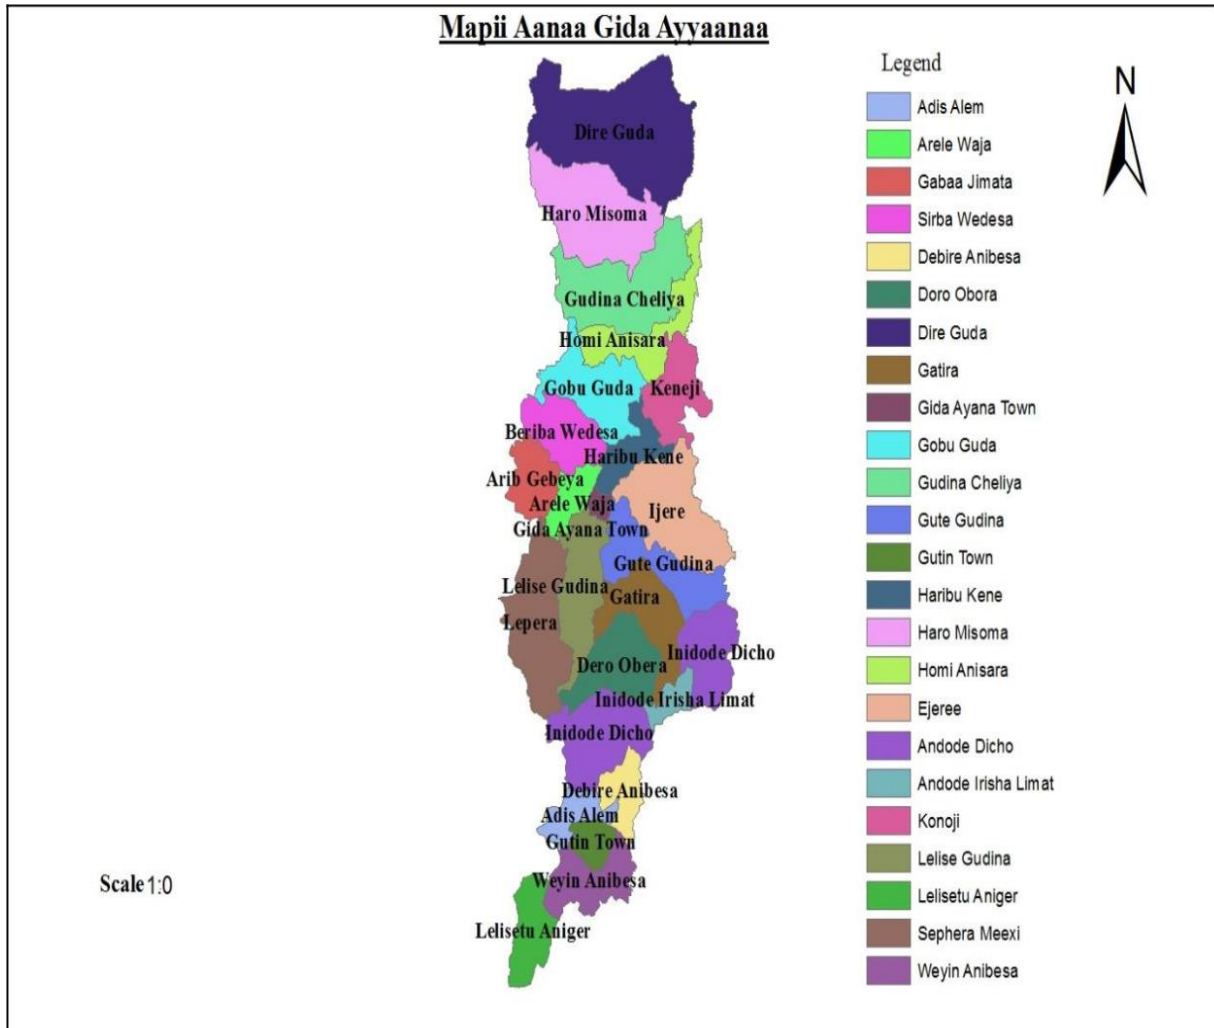 Mapii Aanaa Gida Ayyaanaa
Legend
N
Adis Alem
Arele Waja
Gabaa Jimata
Sirba Wedesa
Debire Anibesa
Doro Obora
Dire Guda
Gatira
Gida Ayana Town
Gobu Guda
Gudina Cheliya
Gute Gudina
Gutin Town
Haribu Kene
Haro Misoma
Homi Anisara
Ejeree
Andode Dicho
Andode Irisha Limat
Konoji
Lelise Gudina
Lelisetu Aniger
Sephera Meexi
Weyin Anibesa
Dire Guda
Haro Misoma
Gudina Cheliya
Homi Anisara
Gobu Guda
Keneji
Beriba Wedesa
Haribu Kene
Arib Gebeya
Arele Waja
Ijere
Gida Ayana Town
Gute Gudina
Lelise Gudina
Gatira
Lepera
Inidode Dicho
Dero Obera
Inidode Irisha Limat
Inidode Dicho
Debire Anibesa
Adis Alem
Gutin Town
Weyin Anibesa
Lelisetu Aniger
Scale 1:0